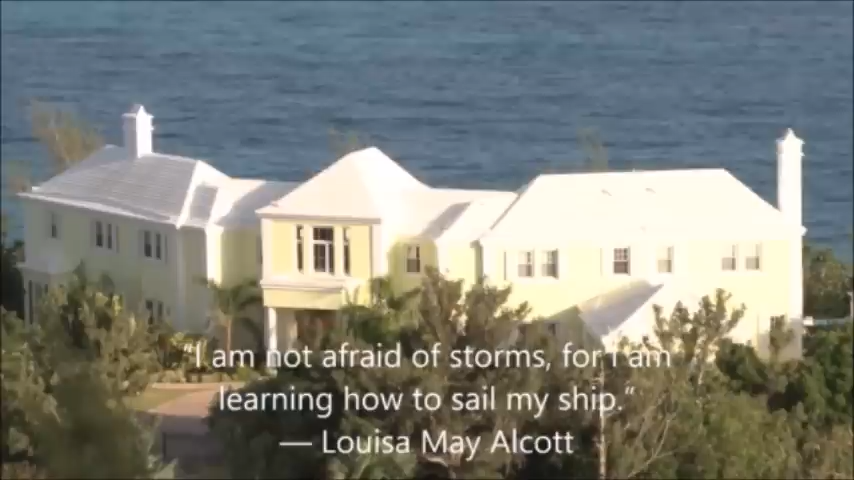 “I am not afraid of storms, for I am
learning how to sail my ship.”
— Louisa May Alcott